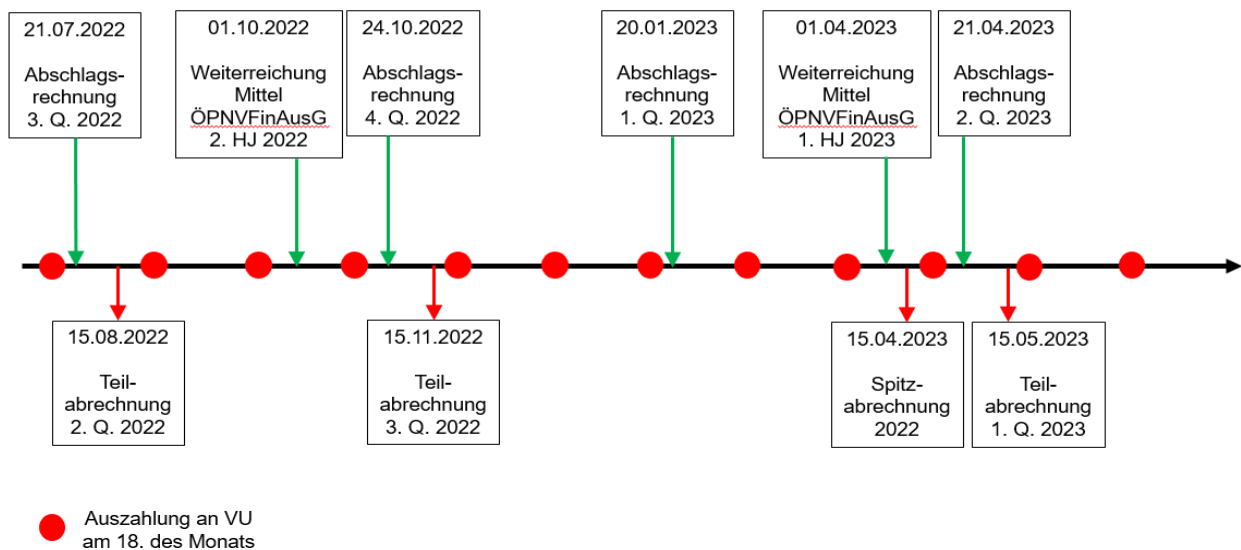 21.07.2022
Abschlags-
rechnung
3. Q. 2022
01.10.2022
Weiterreichung
Mittel
ÖPNVFinAusG
2. HJ 2022
24.10.2022
Abschlags-
rechnung
4. Q. 2022
20.01.2023
Abschlags-
rechnung
1. Q. 2023
01.04.2023
Weiterreichung
Mittel
ÖPNVFinAusG
1. HJ 2023
21.04.2023
Abschlags-
rechnung
2. Q. 2023
15.08.2022
Teil-
abrechnung
2. Q. 2022
15.11.2022
Teil-
abrechnung
3. Q. 2022
15.04.2023
Spitz-
abrechnung
2022
15.05.2023
Teil-
abrechnung
1. Q. 2023
Auszahlung an VU
am 18. des Monats